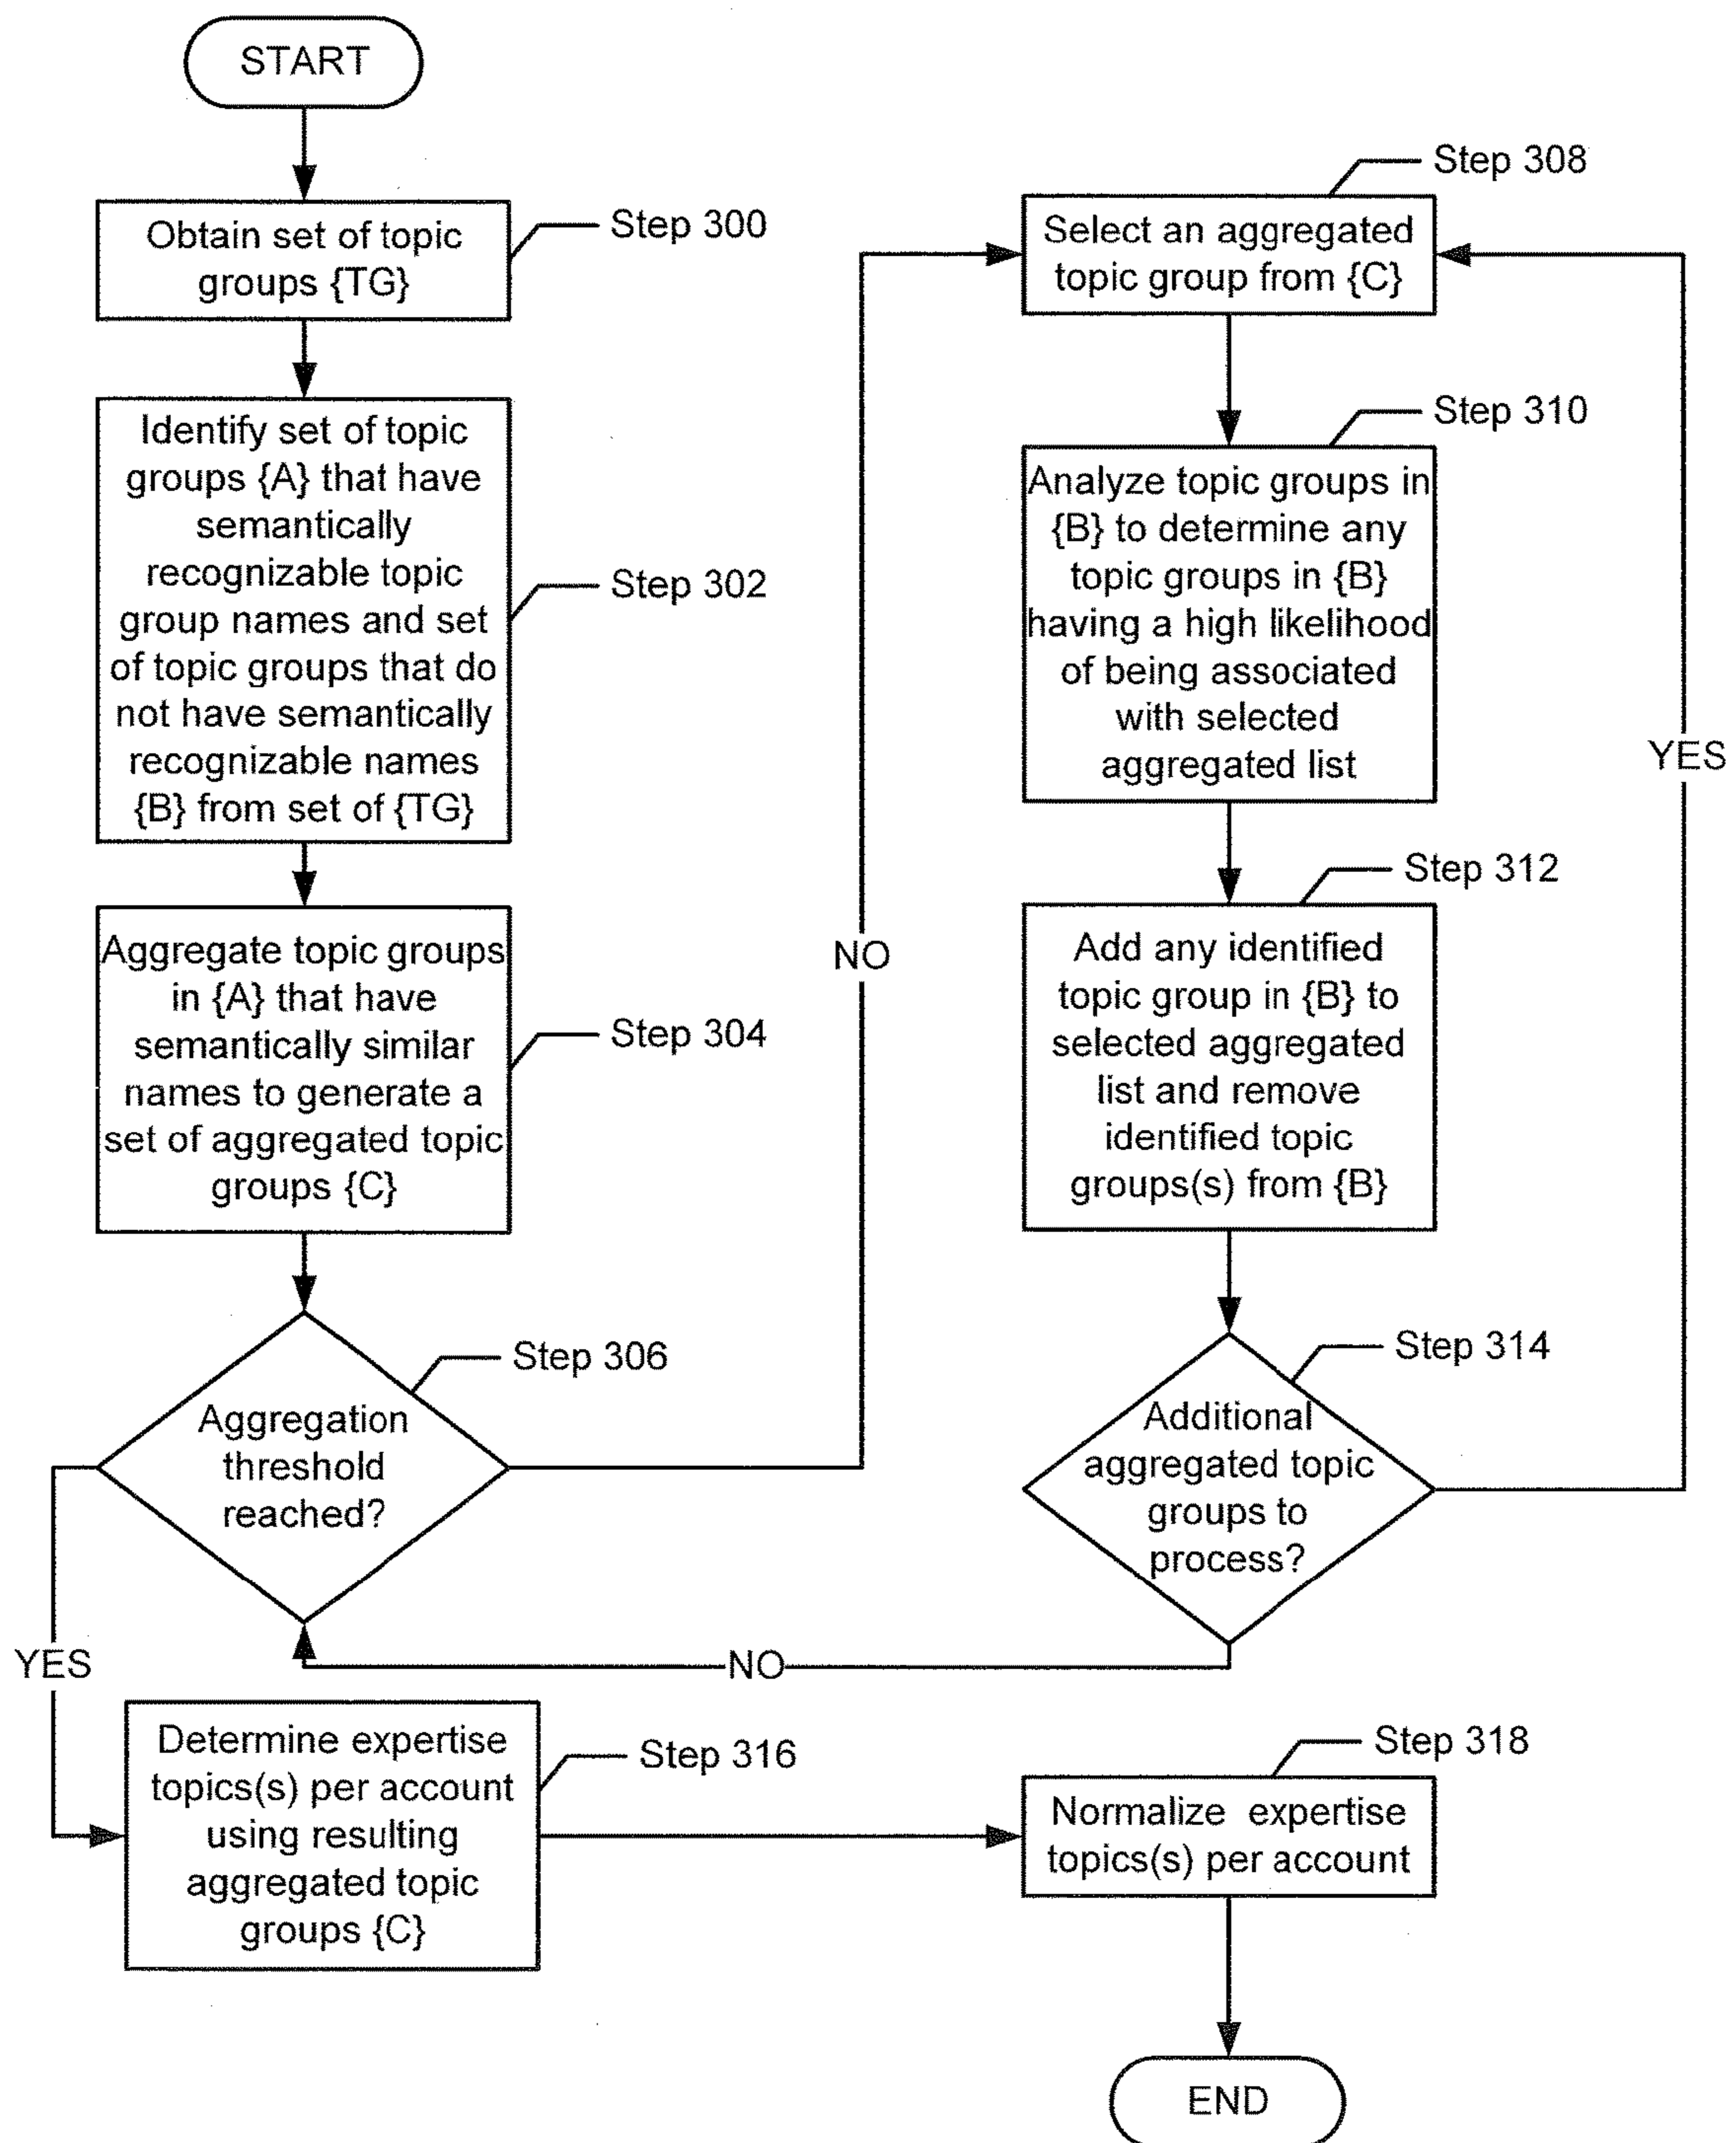 START
Obtain set of topic
groups {TG}
Step 300
Identify set of topic
groups {A} that have
semantically
recognizable topic
group names and set
of topic groups that do
not have semantically
recognizable names
{B} from set of {TG}
Step 302
Aggregate topic groups
in {A} that have
semantically similar
names to generate a
set of aggregated topic
groups {C}
Step 304
Aggregation
threshold
reached?
Step 306
NO
YES
Select an aggregated
topic group from {C}
Step 308
Analyze topic groups in
{B} to determine any
topic groups in {B}
having a high likelihood
of being associated
with selected
aggregated list
Step 310
Add any identified
topic group in {B} to
selected aggregated
list and remove
identified topic
groups(s) from {B}
Step 312
Additional
aggregated topic
groups to
process?
Step 314
YES
NO
Determine expertise
topics(s) per account
using resulting
aggregated topic
groups {C}
Step 316
Normalize expertise
topics(s) per account
Step 318
END